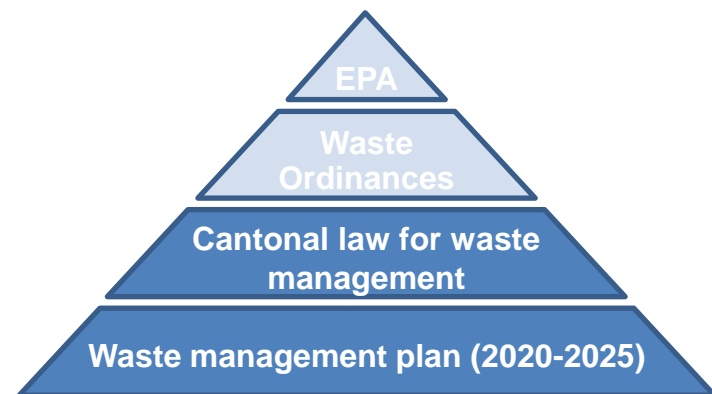 EPA
Waste
Ordinances
Cantonal law for waste
management
Waste management plan (2020-2025)